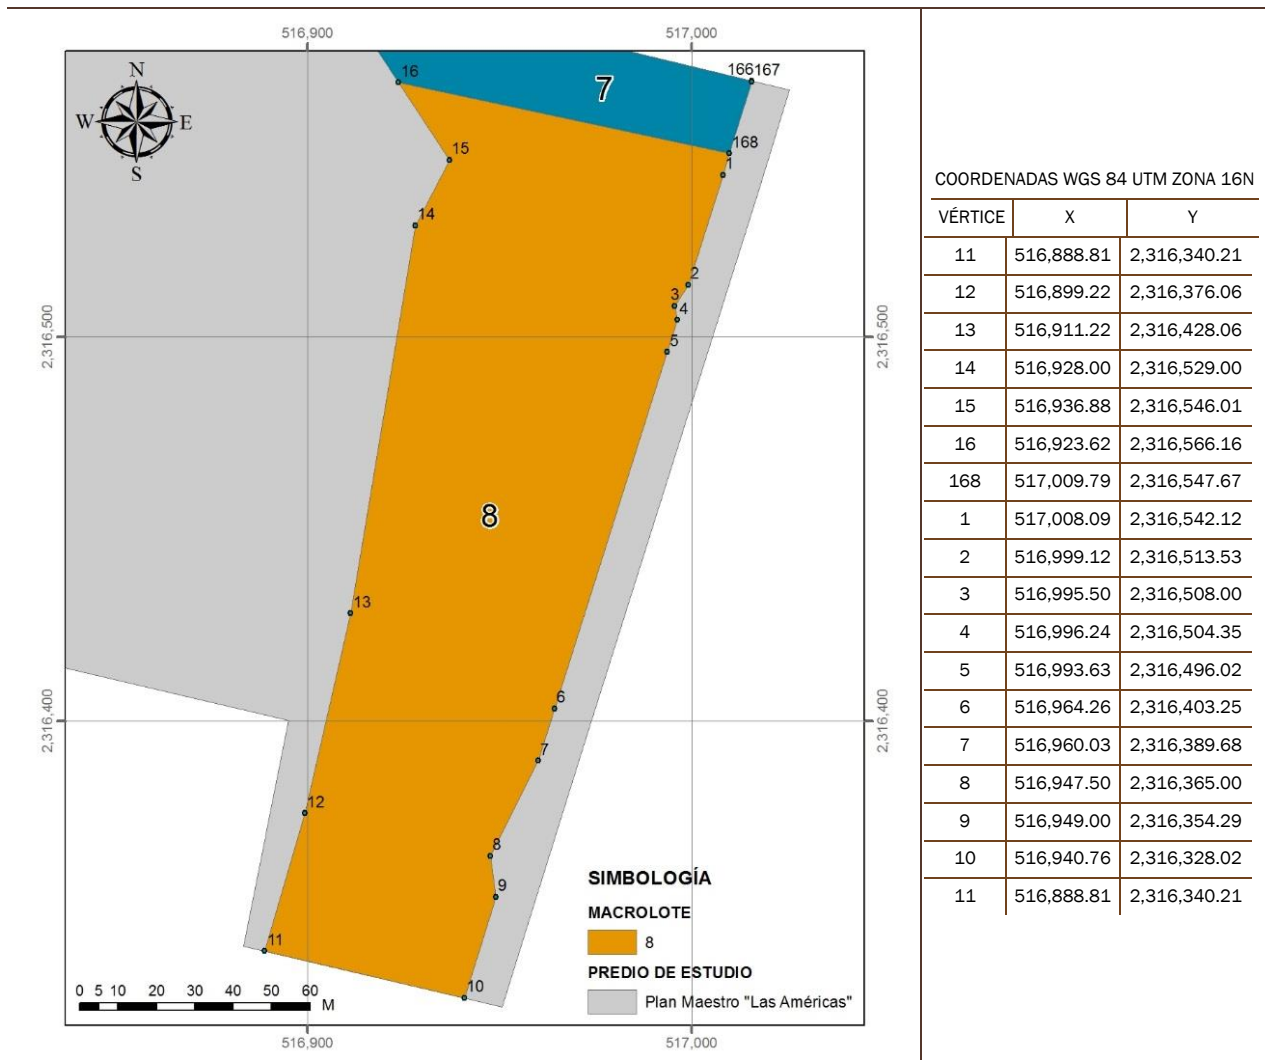 516,900
517,000
N
W
E
S
16
7
166167
168
1
15
14
2
3
4
2,316,500
2,316,500
5
8
13
6
2,316,400
2,316,400
7
12
8
9
11
10
SIMBOLOGÍA
MACROLOTE
8
PREDIO DE ESTUDIO
Plan Maestro "Las Américas"
0 5 10 20 30 40 50 60
M
516,900
517,000
COORDENADAS WGS 84 UTM ZONA 16N
VÉRTICE X Y
11 516,888.81 2,316,340.21
12 516,899.22 2,316,376.06
13 516,911.22 2,316,428.06
14 516,928.00 2,316,529.00
15 516,936.88 2,316,546.01
16 516,923.62 2,316,566.16
168 517,009.79 2,316,547.67
1 517,008.09 2,316,542.12
2 516,999.12 2,316,513.53
3 516,995.50 2,316,508.00
4 516,996.24 2,316,504.35
5 516,993.63 2,316,496.02
6 516,964.26 2,316,403.25
7 516,960.03 2,316,389.68
8 516,947.50 2,316,365.00
9 516,949.00 2,316,354.29
10 516,940.76 2,316,328.02
11 516,888.81 2,316,340.21